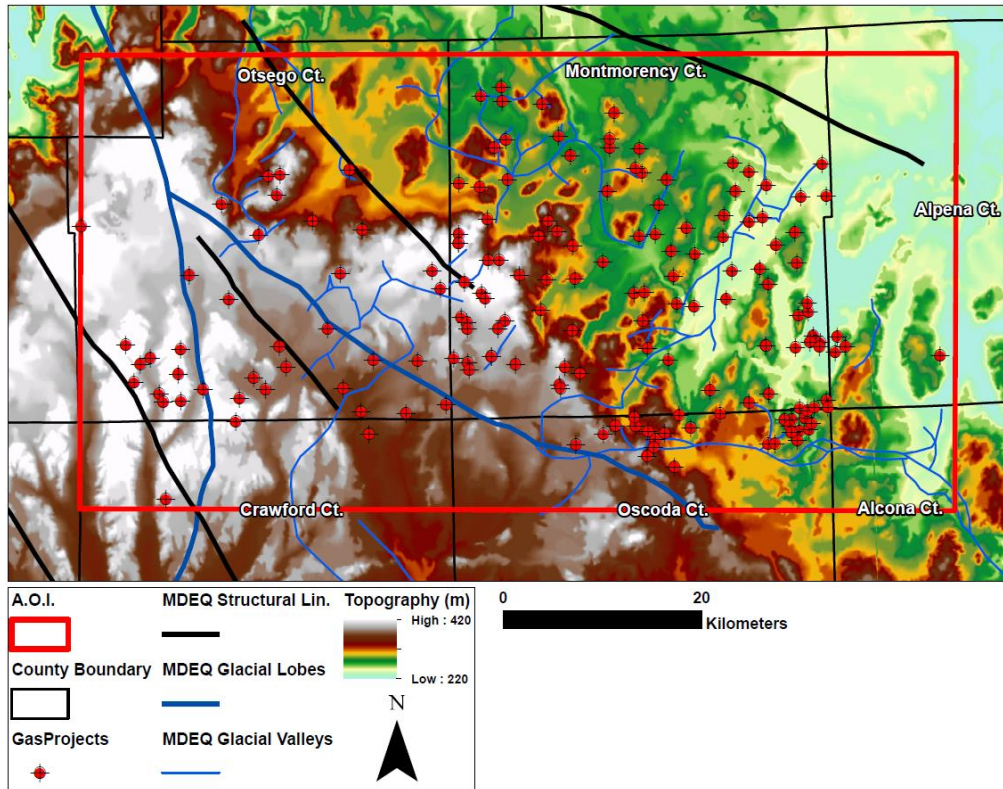 Otsego Ct.
Montmorency Ct.
Alpena Ct.
Crawford Ct.
Oscoda Ct.
Alcona Ct.
A.O.I.
MDEQ Structural Lin.
Topography (m)
High : 420
Low : 220
County Boundary
MDEQ Glacial Lobes
GasProjects
MDEQ Glacial Valleys
N
0 20
Kilometers